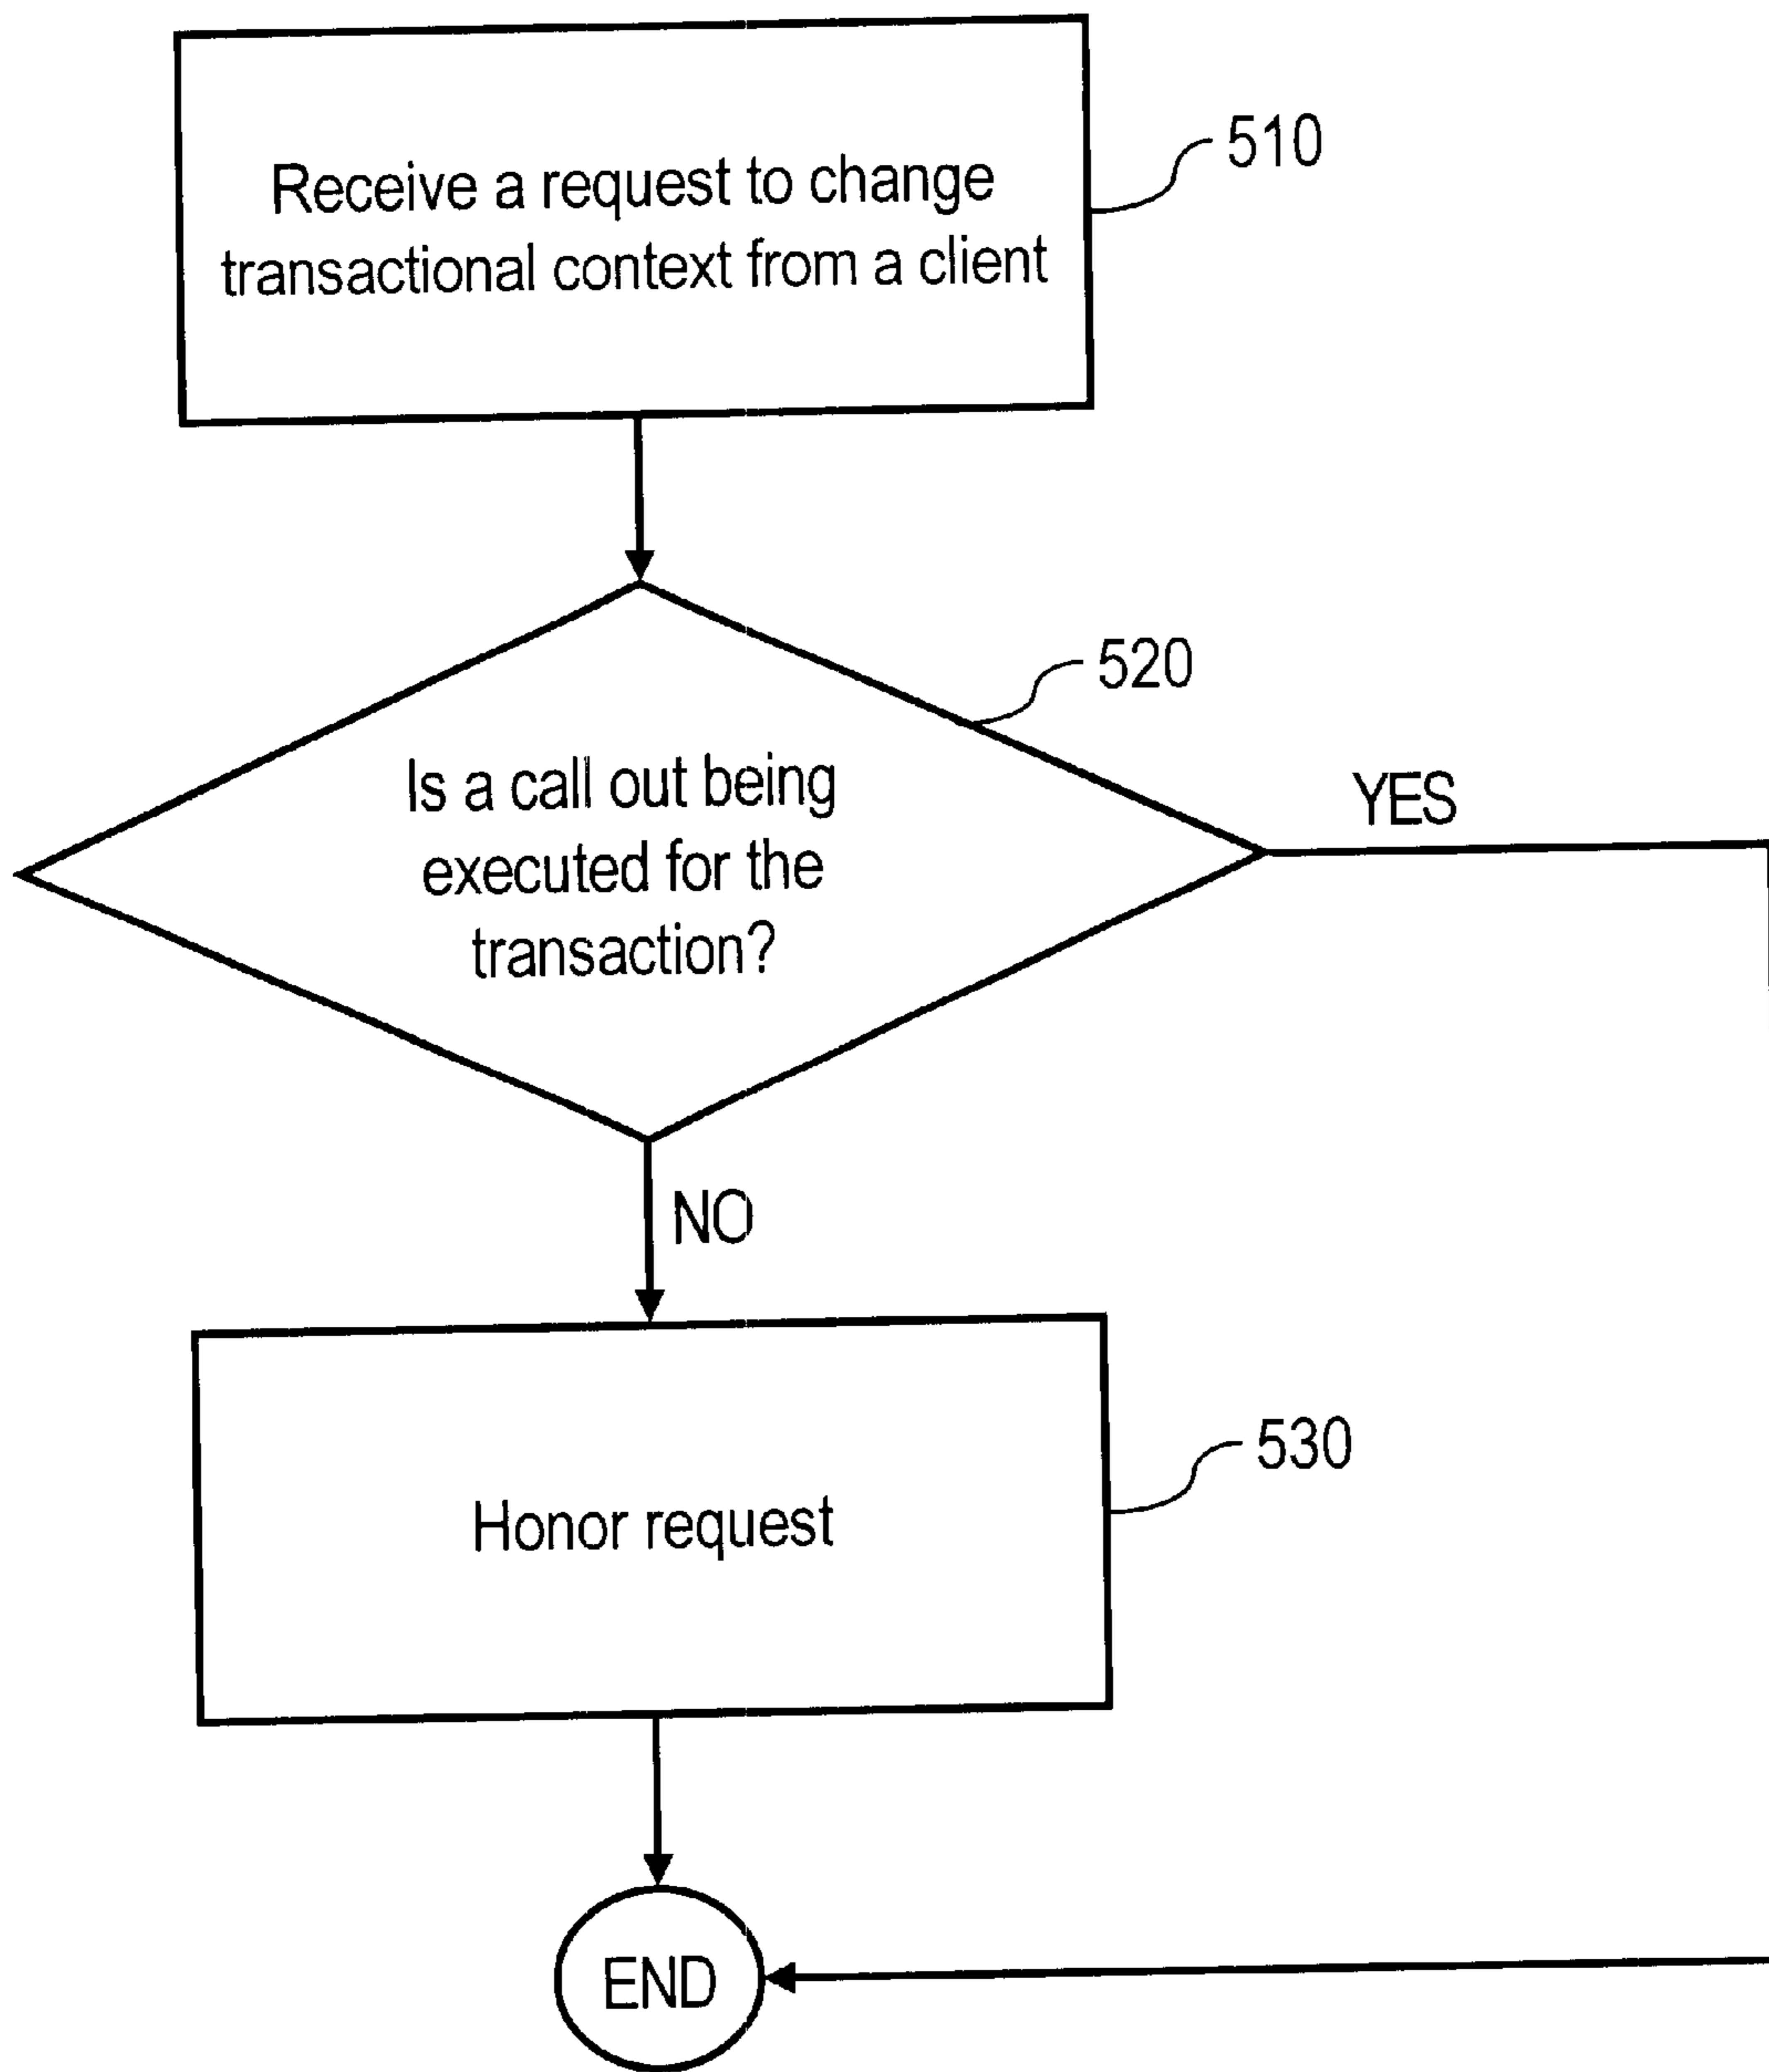 Receive a request to change
transactional context from a client
510
520
Is a call out being
executed for the
transaction?
YES
NO
Honor request
530
END